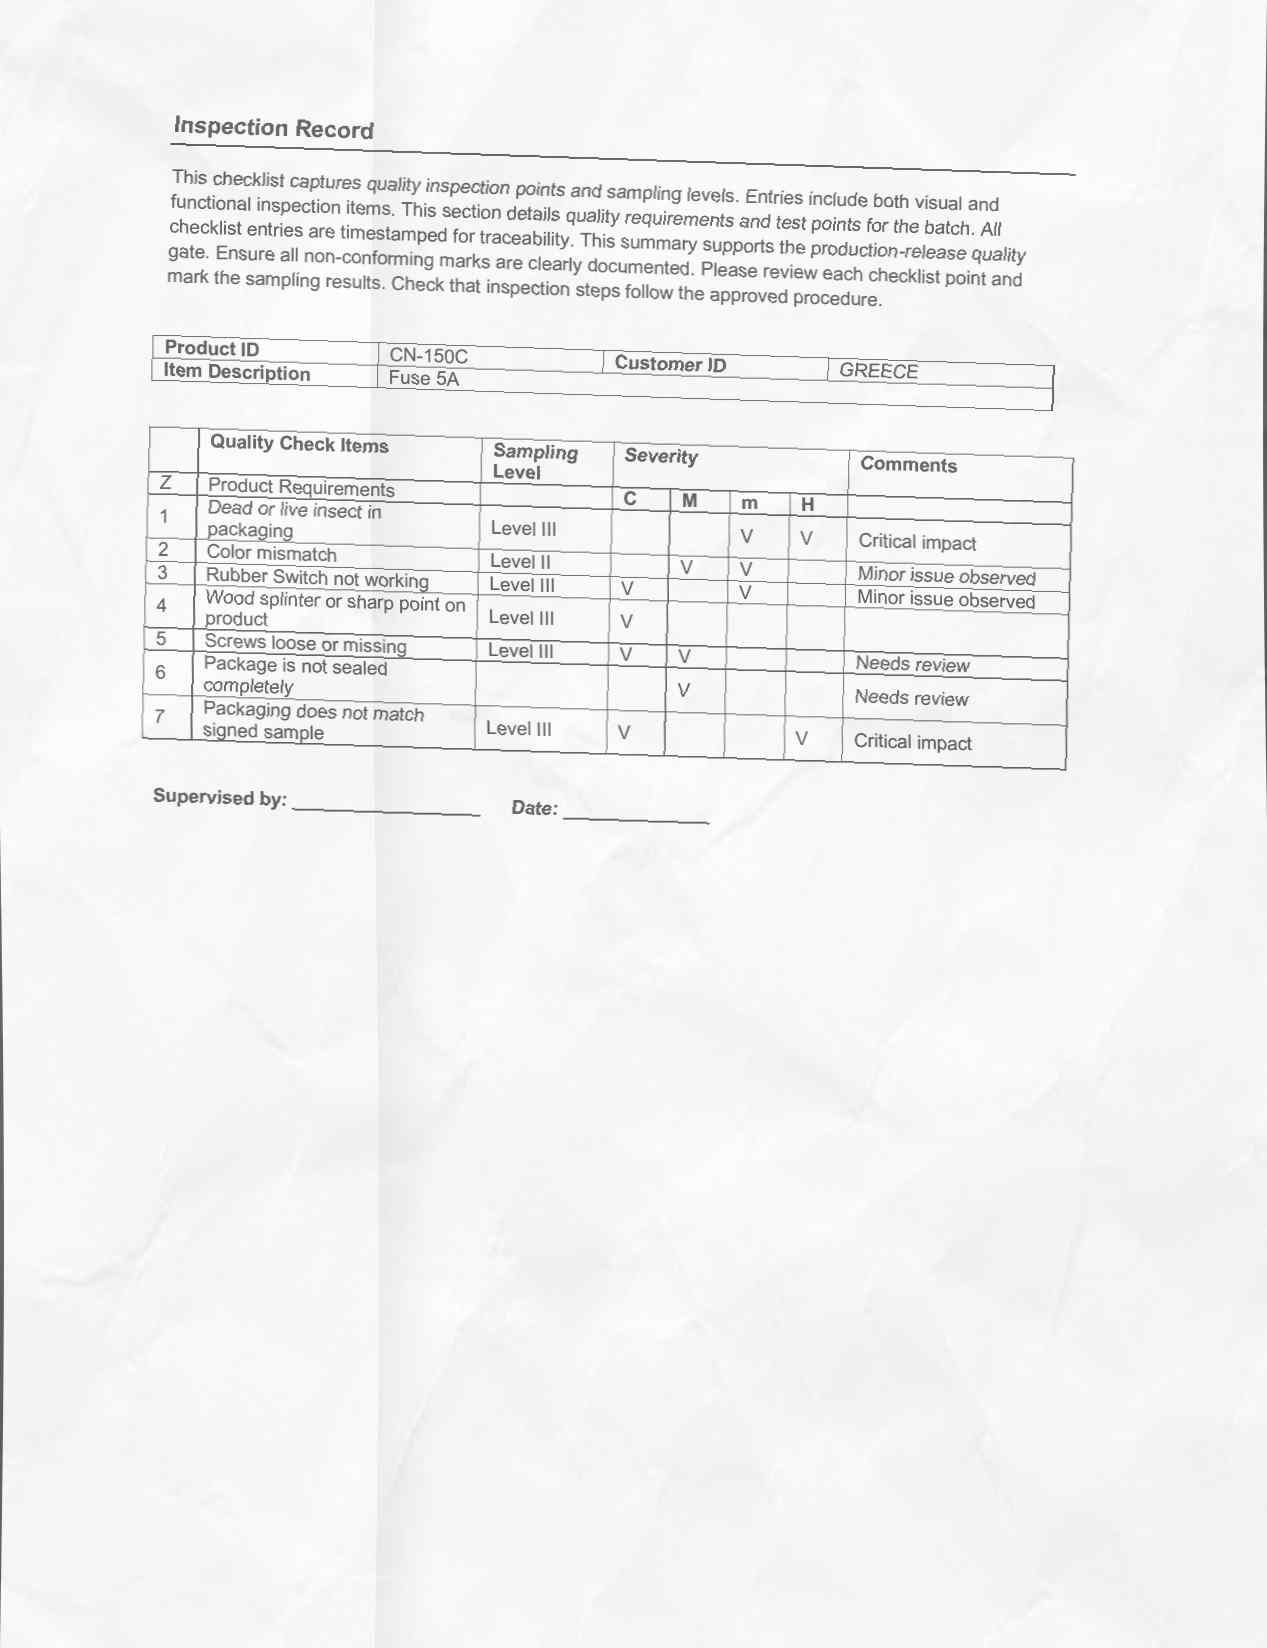 Inspection Record
This checklist captures quality inspection points and sampling levels. Entries include both visual and
functional inspection items. This section details quality requirements and test points for the batch. All
checklist entries are timestamped for traceability. This summary supports the production-release quality
gate. Ensure all non-conforming marks are clearly documented. Please review each checklist point and
mark the sampling results. Check that inspection steps follow the approved procedure.
Product ID CN-150C Customer ID GREECE
Item Description Fuse 5A
Quality Check Items Sampling Level Severity Comments
Z Product Requirements C M m H
1 Dead or live insect in packaging Level III V V Critical impact
2 Color mismatch Level II V V Minor issue observed
3 Rubber Switch not working Level III V V Minor issue observed
4 Wood splinter or sharp point on product Level III V
5 Screws loose or missing Level III V V Needs review
6 Package is not sealed completely V Needs review
7 Packaging does not match signed sample Level III V V Critical impact
Supervised by: Date: